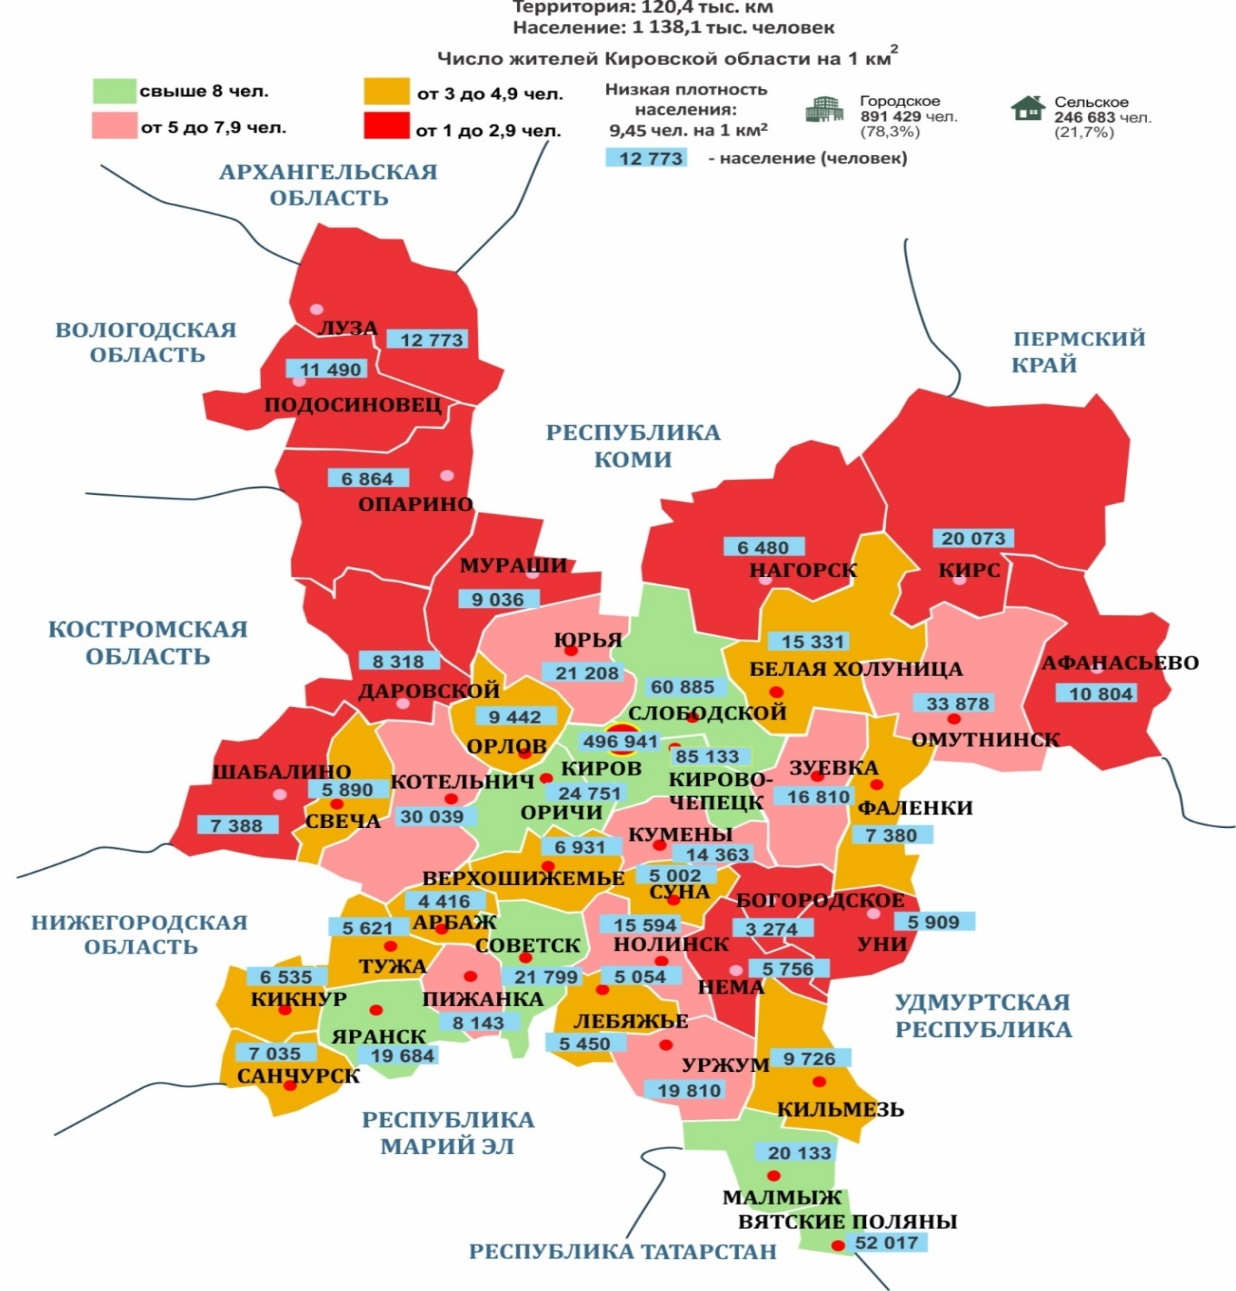 Территория: 120,4 тыс. км
Население: 1 138,1 тыс. человек
Число жителей Кировской области на 1 км²
свыше 8 чел.
от 5 до 7,9 чел.
от 3 до 4,9 чел.
от 1 до 2,9 чел.
Низкая плотность
населения:
9,45 чел. на 1 км²
Городское
891 429 чел.
(78,3%)
Сельское
246 683 чел.
(21,7%)
12 773 - население (человек)
АРХАНГЕЛЬСКАЯ
ОБЛАСТЬ
ВОЛОГОДСКАЯ
ОБЛАСТЬ
ПЕРМСКИЙ
КРАЙ
ЛУЗА
12 773
11 490
ПОДОСИНОВЕЦ
РЕСПУБЛИКА
КОМИ
6 864
ОПАРИНО
МУРАШИ
9 036
6 480
НАГОРСК
20 073
КИРС
КОСТРОМСКАЯ
ОБЛАСТЬ
8 318
ДАРОВСКОЙ
ЮРЬЯ
21 208
15 331
БЕЛАЯ ХОЛУНИЦА
АФАНАСЬЕВО
10 804
60 885
СЛОБОДСКОЙ
33 878
ОМУТНИНСК
9 442
ОРЛОВ
496 941
КИРОВ
85 133
КИРОВО-
ЧЕПЕЦК
ЗУЕВКА
16 810
ФАЛЕНКИ
7 380
ШАБАЛИНО
7 388
5 890
СВЕЧА
КОТЕЛЬНИЧ
30 039
24 751
ОРИЧИ
КУМЕНЫ
14 363
6 931
ВЕРХОШИЖЕМЬЕ
5 002
СУНА
БОГОРОДСКОЕ
3 274
5 909
УНИ
НИЖЕГОРОДСКАЯ
ОБЛАСТЬ
4 416
АРБАЖ
5 621
ТУЖА
СОВЕТСК
21 799
15 594
НОЛИНСК
5 054
НЕМА
5 756
6 535
КИКНУР
ПИЖАНКА
8 143
ЛЕБЯЖЬЕ
5 450
УДМУРТСКАЯ
РЕСПУБЛИКА
ЯРАНСК
19 684
7 035
САНЧУРСК
УРЖУМ
19 810
9 726
КИЛЬМЕЗЬ
РЕСПУБЛИКА
МАРИЙ ЭЛ
20 133
МАЛМЫЖ
ВЯТСКИЕ ПОЛЯНЫ
52 017
РЕСПУБЛИКА ТАТАРСТАН